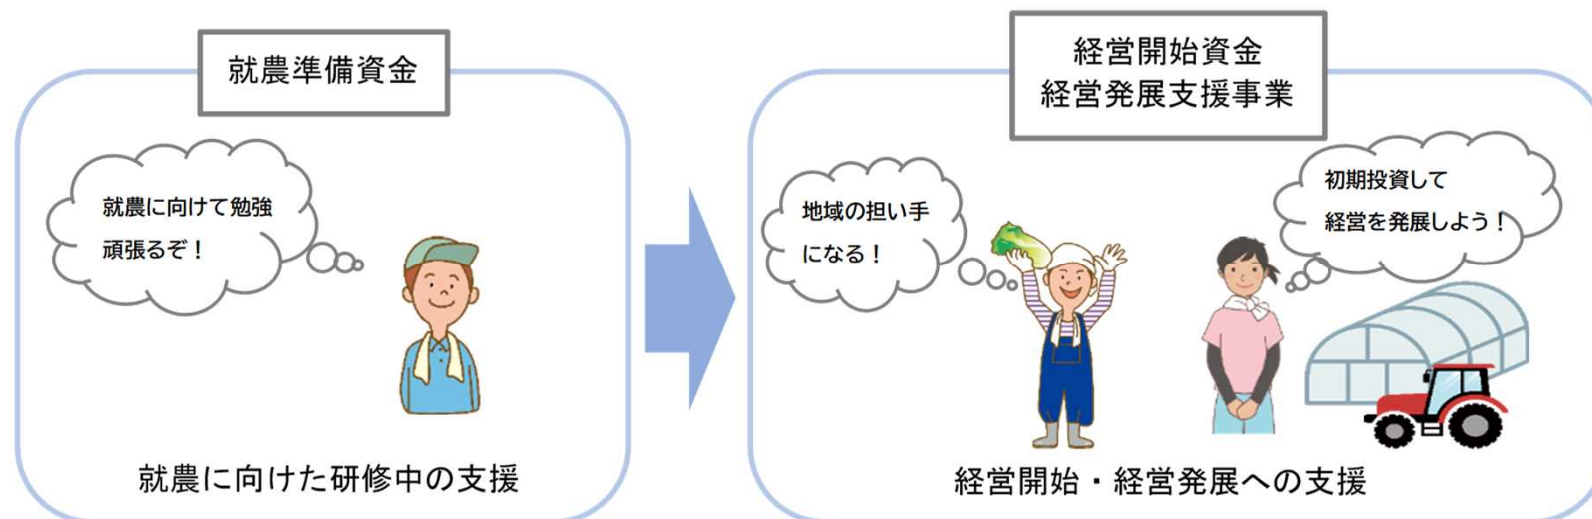 就農準備資金
就農に向けて勉強
頑張るぞ！
就農に向けた研修中の支援
経営開始資金
経営発展支援事業
地域の担い手
になる！
初期投資して
経営を発展しよう！
経営開始・経営発展への支援